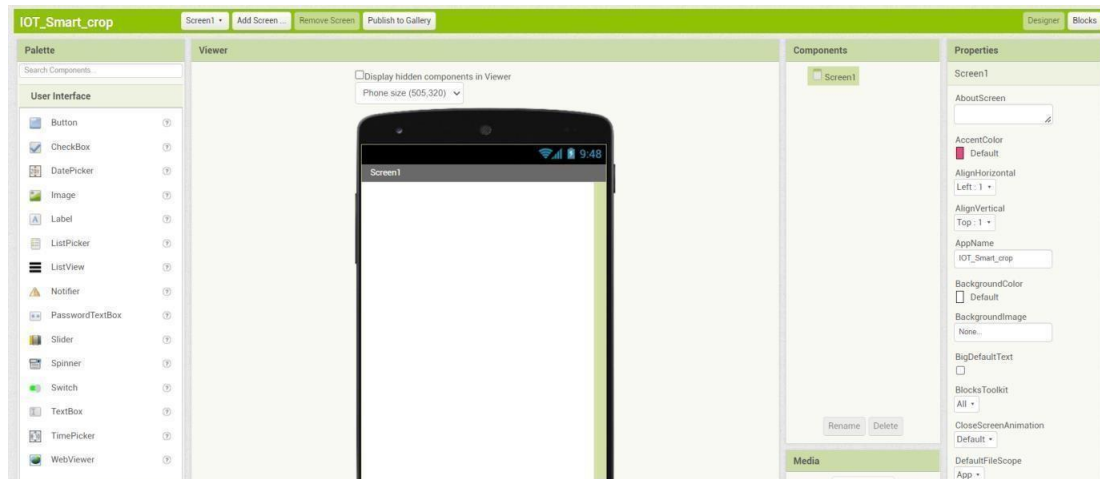 IOT_Smart_crop
Screen1
Add Screen ...
Remove Screen
Publish to Gallery
Designer
Blocks
Palette
Search Components...
User Interface
Button
CheckBox
DatePicker
Image
Label
ListPicker
ListView
Notifier
PasswordTextBox
Slider
Spinner
Switch
TextBox
TimePicker
WebViewer
Viewer
Display hidden components in Viewer
Phone size (505,320)
9:48
Screen1
Components
Screen1
Rename
Delete
Media
Properties
Screen1
AboutScreen
AccentColor
Default
AlignHorizontal
Left : 1
AlignVertical
Top : 1
AppName
IOT_Smart_crop
BackgroundColor
Default
BackgroundImage
None...
BigDefaultText
BlocksToolkit
All
CloseScreenAnimation
Default
DefaultFileScope
App